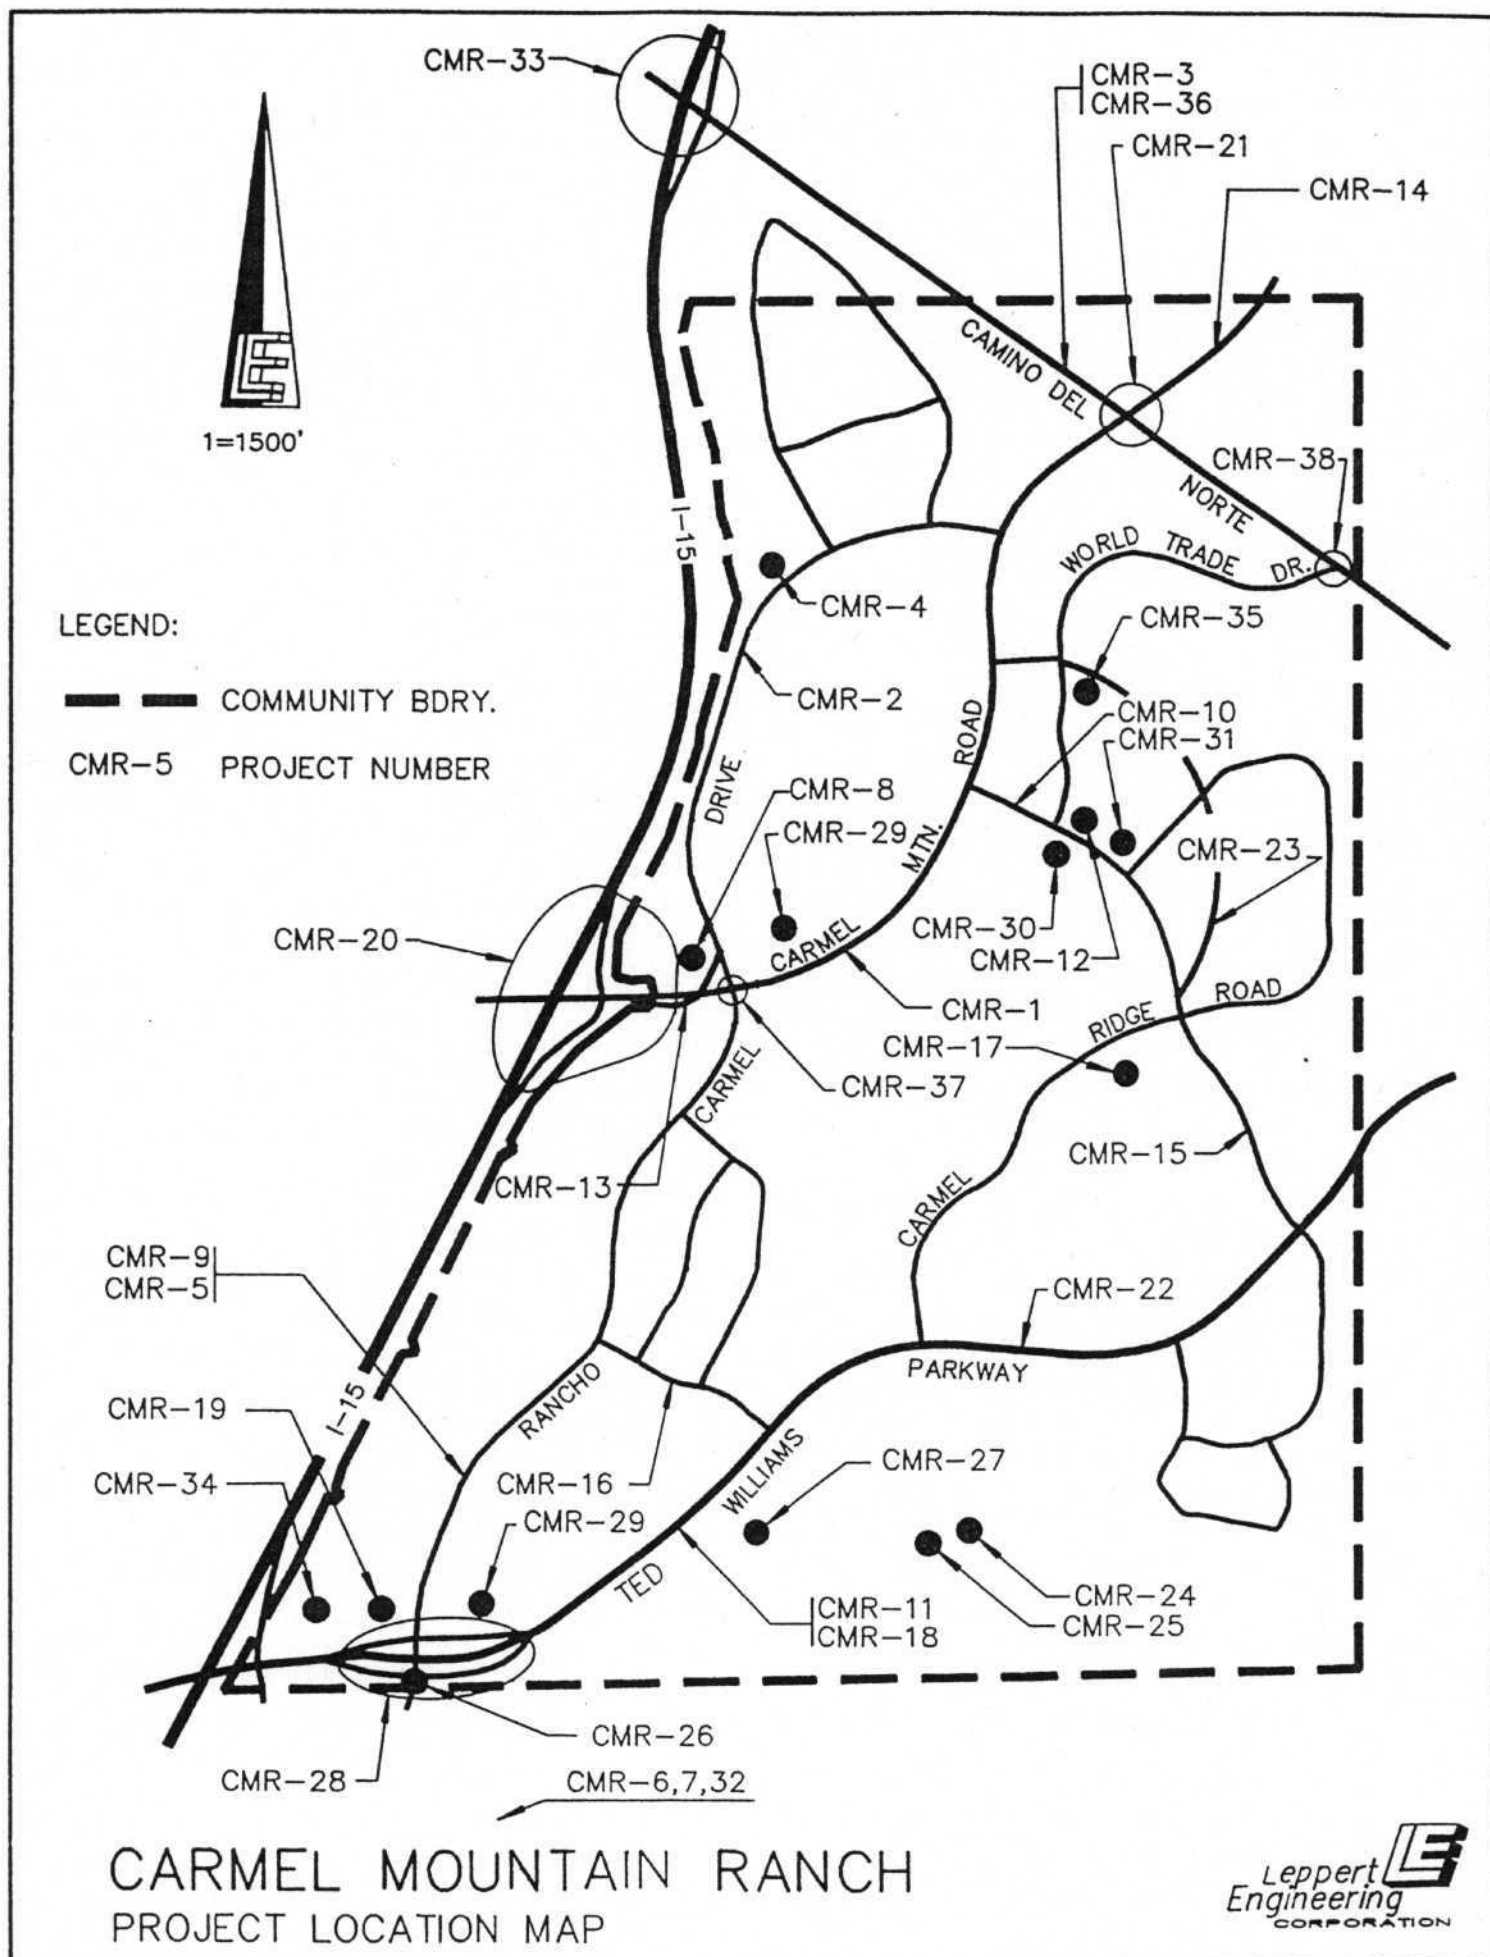 CMR-33
CMR-3
CMR-36
CMR-21
CMR-14
1=1500'
CAMINO DEL
NORTE
CMR-38
I-15
WORLD TRADE DR.
CMR-4
CMR-35
LEGEND:
COMMUNITY BDRY.
CMR-5 PROJECT NUMBER
CMR-2
CMR-10
CMR-31
ROAD
DRIVE
CMR-8
CMR-29
MTN.
CMR-23
CMR-20
CARMEL
CMR-30
CMR-12
CMR-1
RIDGE ROAD
CMR-17
CMR-37
CARMEL
CMR-15
CMR-13
CARMEL
CMR-9
CMR-5
CMR-22
PARKWAY
I-15
RANCHO
CMR-19
CMR-34
CMR-16
WILLIAMS
CMR-27
CMR-29
TED
CMR-24
CMR-25
CMR-11
CMR-18
CMR-26
CMR-28
CMR-6,7,32
CARMEL MOUNTAIN RANCH
PROJECT LOCATION MAP
Leppert
Engineering
CORPORATION